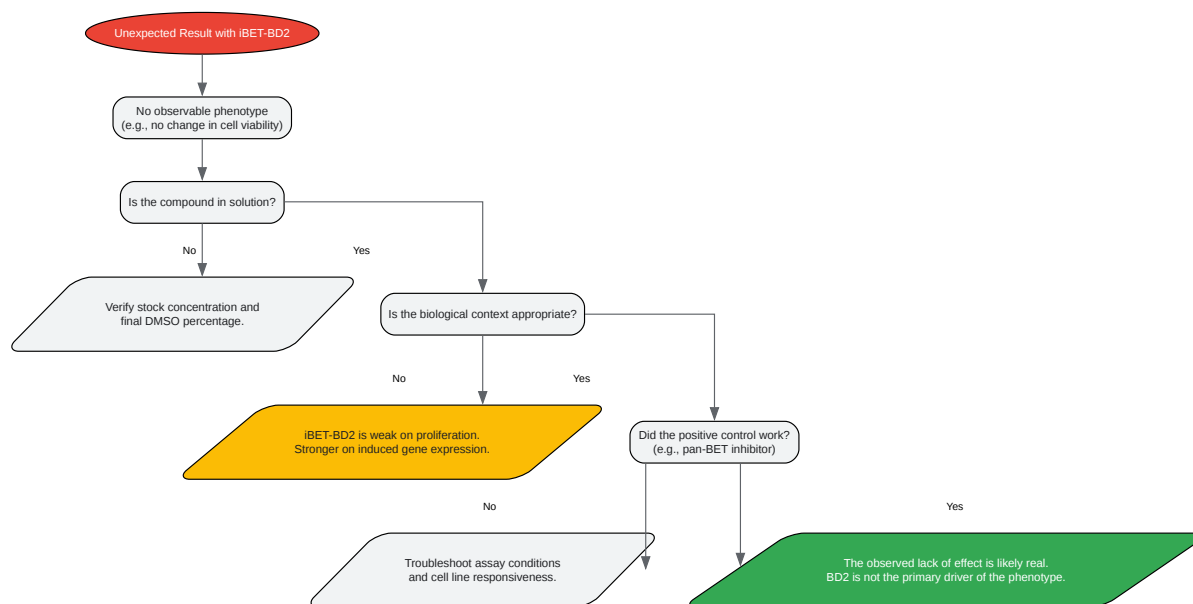 Unexpected Result with iBET-BD2
No observable phenotype
(e.g., no change in cell viability)
Is the compound in solution?
No
Yes
Verify stock concentration and
final DMSO percentage.
Is the biological context appropriate?
No
Yes
iBET-BD2 is weak on proliferation.
Stronger on induced gene expression.
Did the positive control work?
(e.g., pan-BET inhibitor)
No
Yes
Troubleshoot assay conditions
and cell line responsiveness.
The observed lack of effect is likely real.
BD2 is not the primary driver of the phenotype.